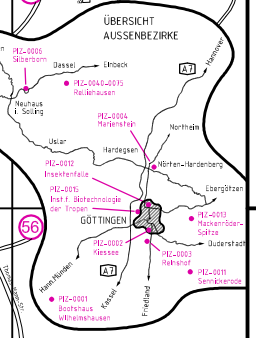 ÜBERSICHT
AUSSENBEZIRKE
PIZ-0006
Silberborn
Dassel
Einbeck
A7
Hannover
PIZ-0040-0075
Relliehausen
Neuhaus
i. Solling
PIZ-0004
Marienstein
Northeim
Uslar
Hardegsen
PIZ-0012
Insektenfalle
Nörten-Hardenberg
PIZ-0015
Inst.f. Biotechnologie
der Tropen
Ebergötzen
GÖTTINGEN
PIZ-0013
Mackenröder-
Spitze
56
PIZ-0002
Kiessee
Duderstadt
PIZ-0003
Reinshof
Hann.Münden
A7
PIZ-0011
Sennickerode
PIZ-0001
Bootshaus
Wilhelmshausen
Kassel
Friedland